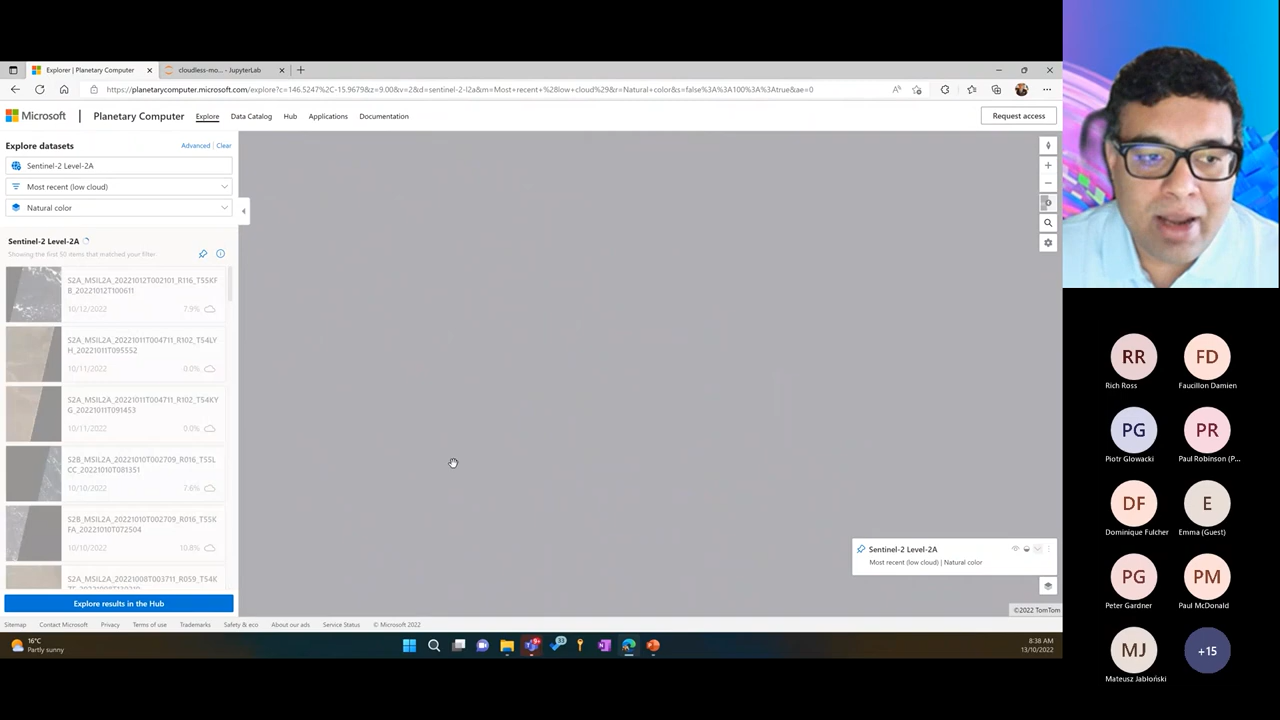 Explorer | Planetary Computer
cloudless-mo... - JupyterLab
https://planetarycomputer.microsoft.com/explore?c=146.5247%2C-15.9679&z=9.00&v=2&d=sentinel-2-l2a&m=Most+recent+%28low+cloud%29&r=Natural+color&s=false%3A%3A100%3A%3Atrue&ae=0
Microsoft
Planetary Computer
Explore
Data Catalog
Hub
Applications
Documentation
Request access
Explore datasets
Advanced | Clear
Sentinel-2 Level-2A
Most recent (low cloud)
Natural color
Sentinel-2 Level-2A
Showing the first 50 items that matched your filter
S2A_MSIL2A_20221012T002101_R116_T55KF
B_20221012T100611
10/12/2022
7.9%
S2A_MSIL2A_20221011T004711_R102_T54LY
H_20221011T095552
10/11/2022
0.0%
S2A_MSIL2A_20221011T004711_R102_T54KY
G_20221011T091453
10/11/2022
0.0%
S2B_MSIL2A_20221010T002709_R016_T55L
CC_20221010T081351
10/10/2022
7.6%
S2B_MSIL2A_20221010T002709_R016_T55K
FA_20221010T072504
10/10/2022
10.8%
S2A_MSIL2A_20221008T003711_R059_T54K
Explore results in the Hub
Sentinel-2 Level-2A
Most recent (low cloud) | Natural color
©2022 TomTom
Sitemap
Contact Microsoft
Privacy
Terms of use
Trademarks
Safety & eco
About our ads
Service Status
© Microsoft 2022
16°C
Partly sunny
8:38 AM
13/10/2022
RR
Rich Ross
FD
Faucillon Damien
PG
Piotr Glowacki
PR
Paul Robinson (P...
DF
Dominique Fulcher
E
Emma (Guest)
PG
Peter Gardner
PM
Paul McDonald
MJ
Mateusz Jabłoński
+15